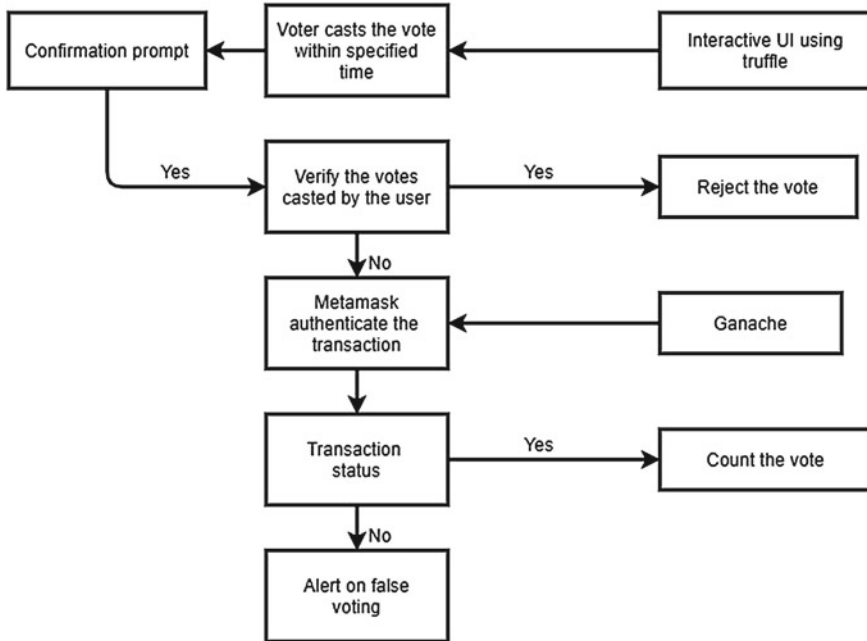 Confirmation prompt
Voter casts the vote
within specified
time
Interactive UI using
truffle
Yes
Verify the votes
casted by the user
Yes
Reject the vote
No
Metamask
authenticate the
transaction
Ganache
Transaction
status
Yes
Count the vote
No
Alert on false
voting